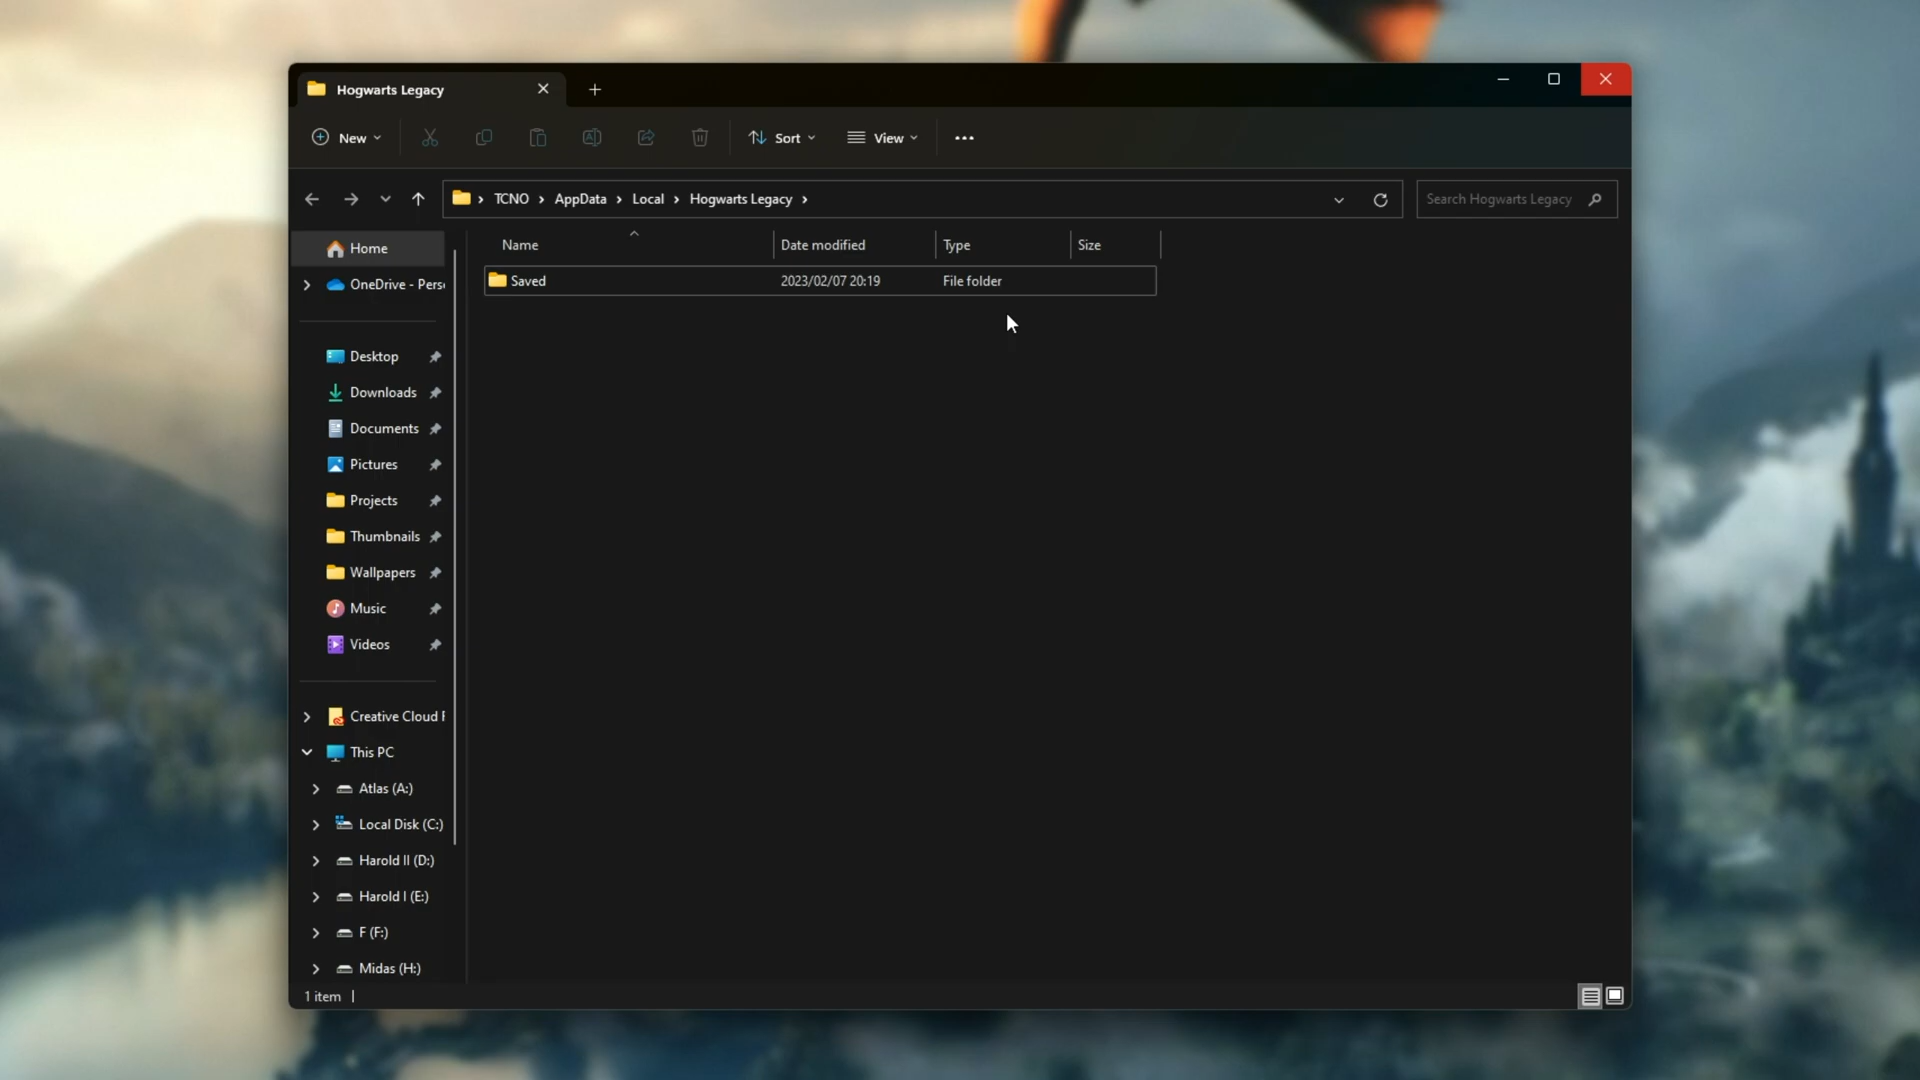 Hogwarts Legacy
New
Sort
View
TCNO > AppData > Local > Hogwarts Legacy >
Search Hogwarts Legacy
Name Date modified Type Size
Saved 2023/02/07 20:19 File folder
Home
OneDrive - Perso
Desktop
Downloads
Documents
Pictures
Projects
Thumbnails
Wallpapers
Music
Videos
Creative Cloud F
This PC
Atlas (A:)
Local Disk (C:)
Harold II (D:)
Harold I (E:)
F (F:)
Midas (H:)
1 item